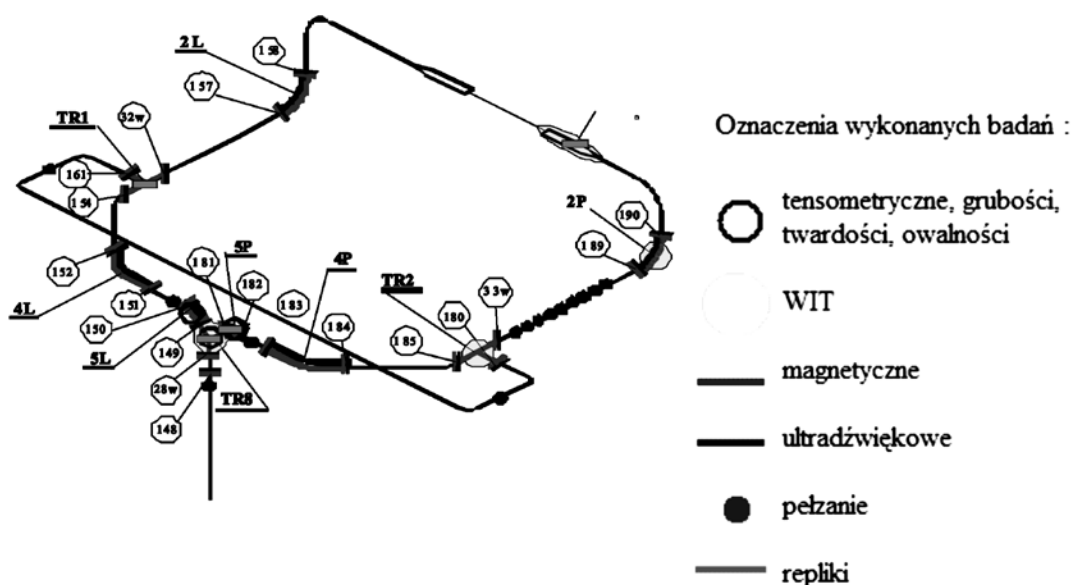 158
2L
157
32w
TR1
161
154
152
4L
151
150
149
5L
28w
148
TR8
181
5P
182
183
4P
184
TR2
185
180
33w
189
2P
190
Oznaczenia wykonanych badań :
tensometryczne, grubości,
twardości, owalności
WIT
magnetyczne
ultradźwiękowe
pełzanie
repliki